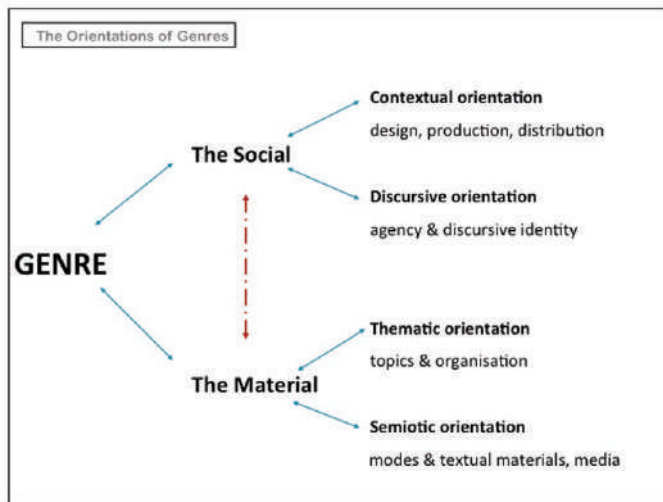 The Orientations of Genres
Contextual orientation
design, production, distribution
The Social
Discursive orientation
agency & discursive identity
GENRE
Thematic orientation
topics & organisation
The Material
Semiotic orientation
modes & textual materials, media